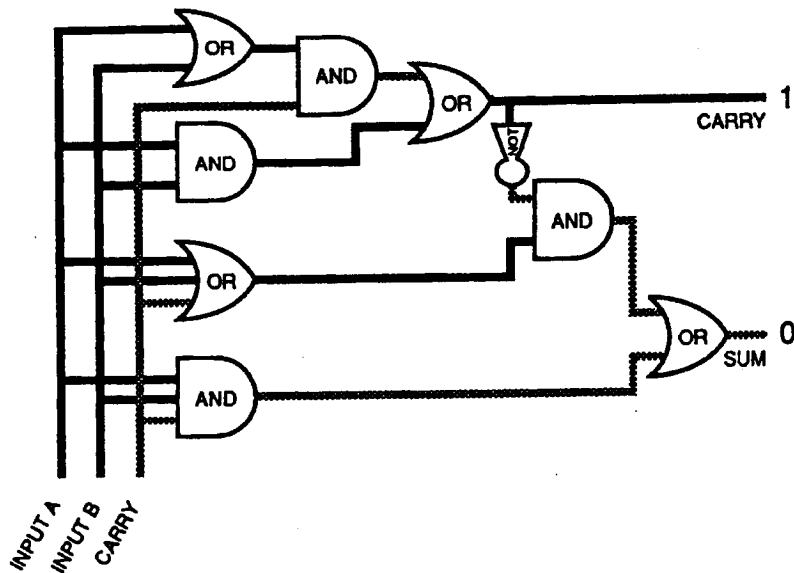 OR
AND
OR
1
CARRY
AND
NOT
AND
OR
OR
0
SUM
AND
INPUT A
INPUT B
CARRY